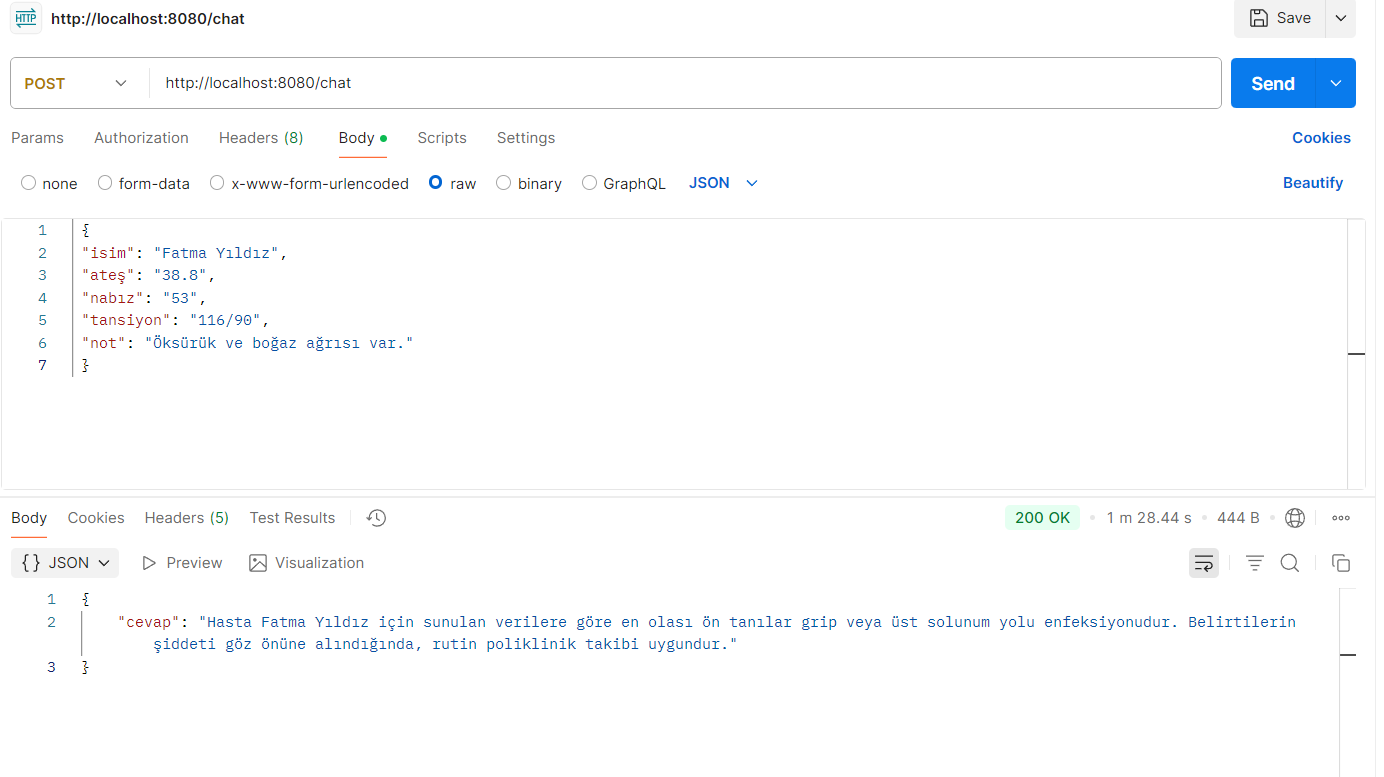 HTTP http://localhost:8080/chat Save
POST http://localhost:8080/chat Send
Params Authorization Headers (8) Body Scripts Settings Cookies
none form-data x-www-form-urlencoded raw binary GraphQL JSON Beautify
1 {
2 "isim": "Fatma Yıldız",
3 "ateş": "38.8",
4 "nabız": "53",
5 "tansiyon": "116/90",
6 "not": "Öksürük ve boğaz ağrısı var."
7 }
Body Cookies Headers (5) Test Results 200 OK • 1 m 28.44 s • 444 B •
{} JSON Preview Visualization
1 {
2 "cevap": "Hasta Fatma Yıldız için sunulan verilere göre en olası ön tanılar grip veya üst solunum yolu enfeksiyonudur. Belirtilerin
şiddeti göz önüne alındığında, rutin poliklinik takibi uygundur."
3 }